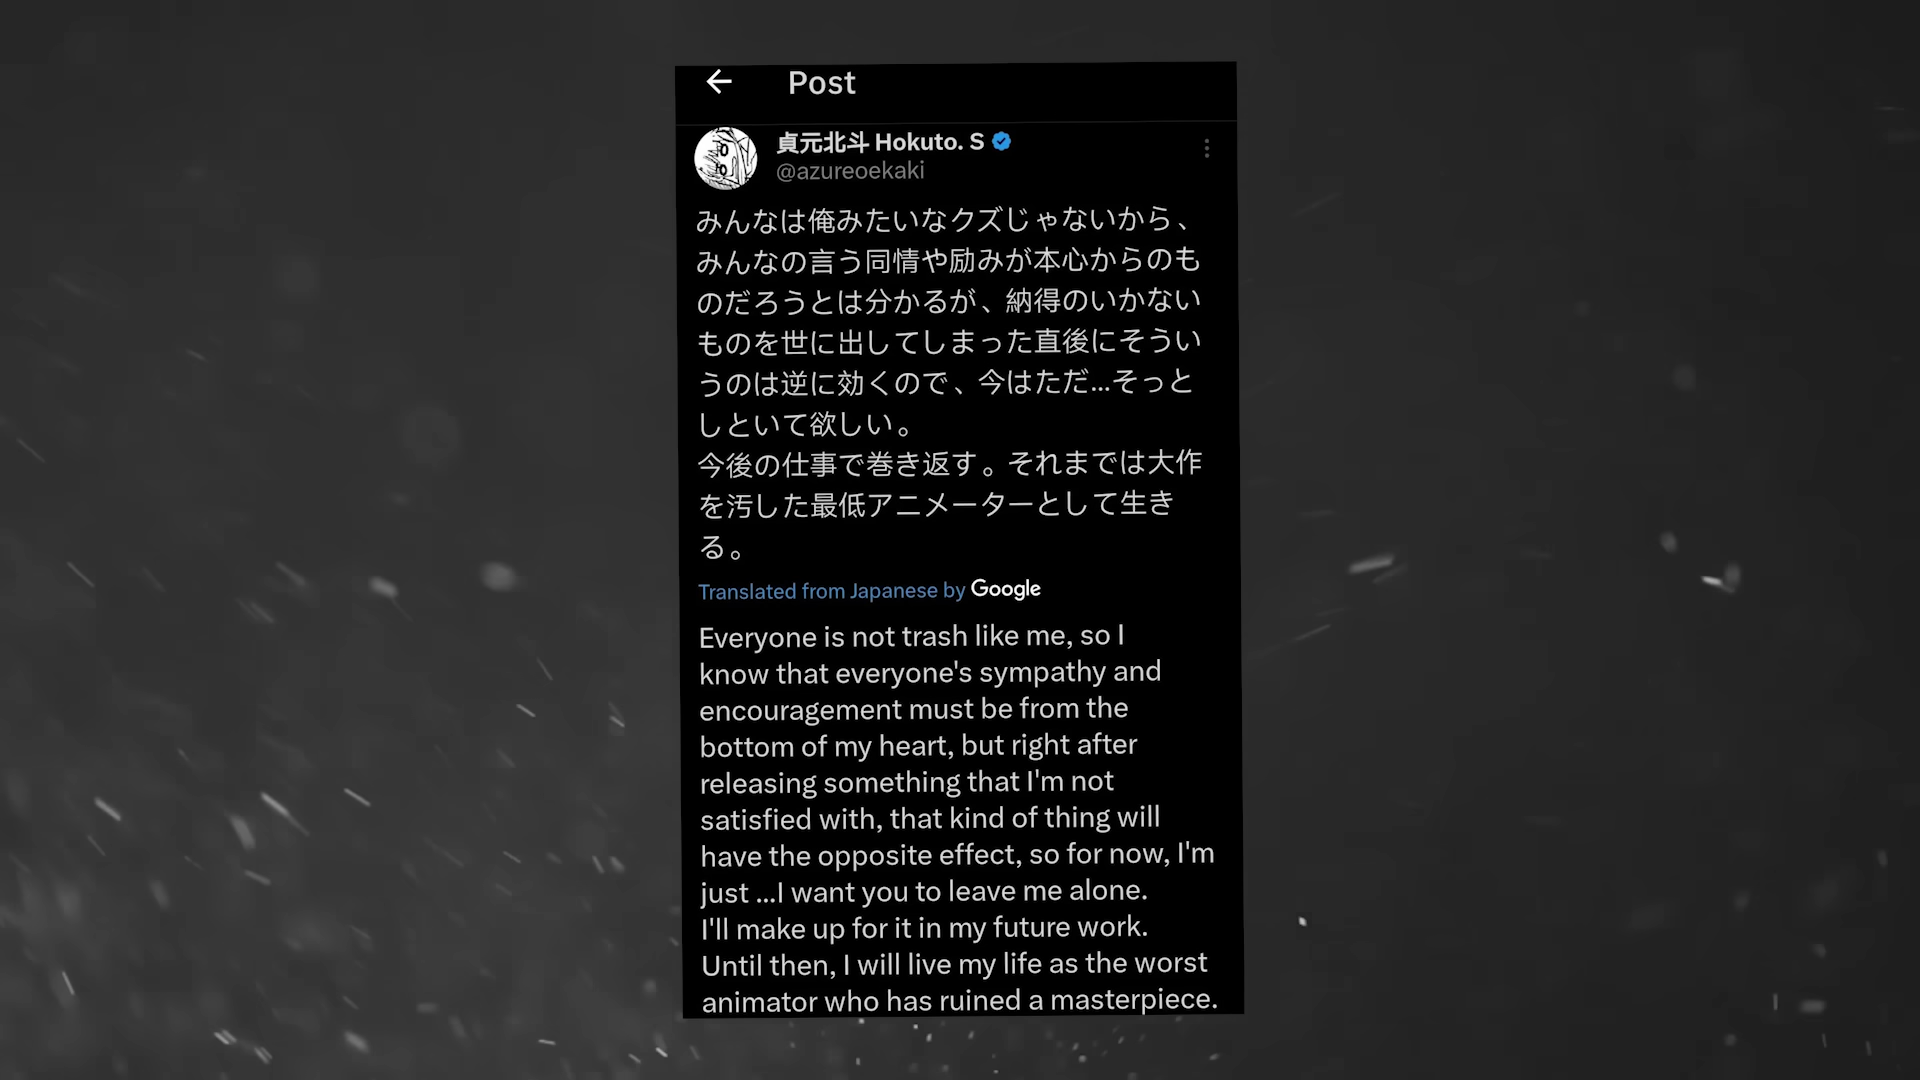 Post
貞元北斗 Hokuto. S
@azureoekaki
みんなは俺みたいなクズじゃないから、
みんなの言う同情や励みが本心からのも
のだろうとは分かるが、納得のいかない
ものを世に出してしまった直後にそうい
うのは逆に効くので、今はただ...そっと
しといて欲しい。
今後の仕事で巻き返す。それまでは大作
を汚した最低アニメーターとして生き
る。
Translated from Japanese by Google
Everyone is not trash like me, so I
know that everyone's sympathy and
encouragement must be from the
bottom of my heart, but right after
releasing something that I'm not
satisfied with, that kind of thing will
have the opposite effect, so for now, I'm
just ...I want you to leave me alone.
I'll make up for it in my future work.
Until then, I will live my life as the worst
animator who has ruined a masterpiece.